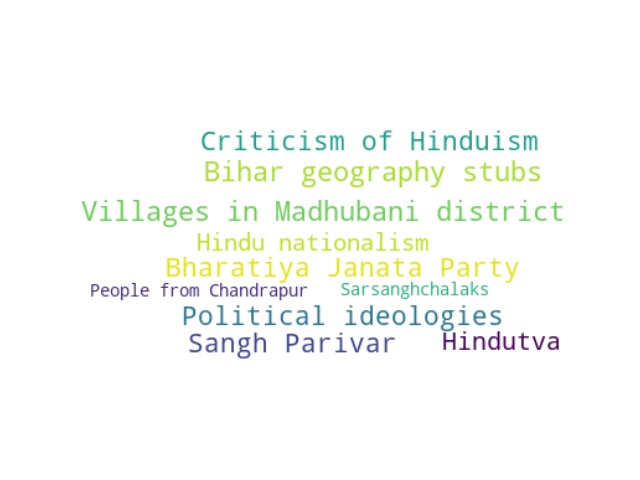 Criticism of Hinduism
Bihar geography stubs
Villages in Madhubani district
Hindu nationalism
Bharatiya Janata Party
People from Chandrapur
Sarsanghchalaks
Political ideologies
Sangh Parivar
Hindutva